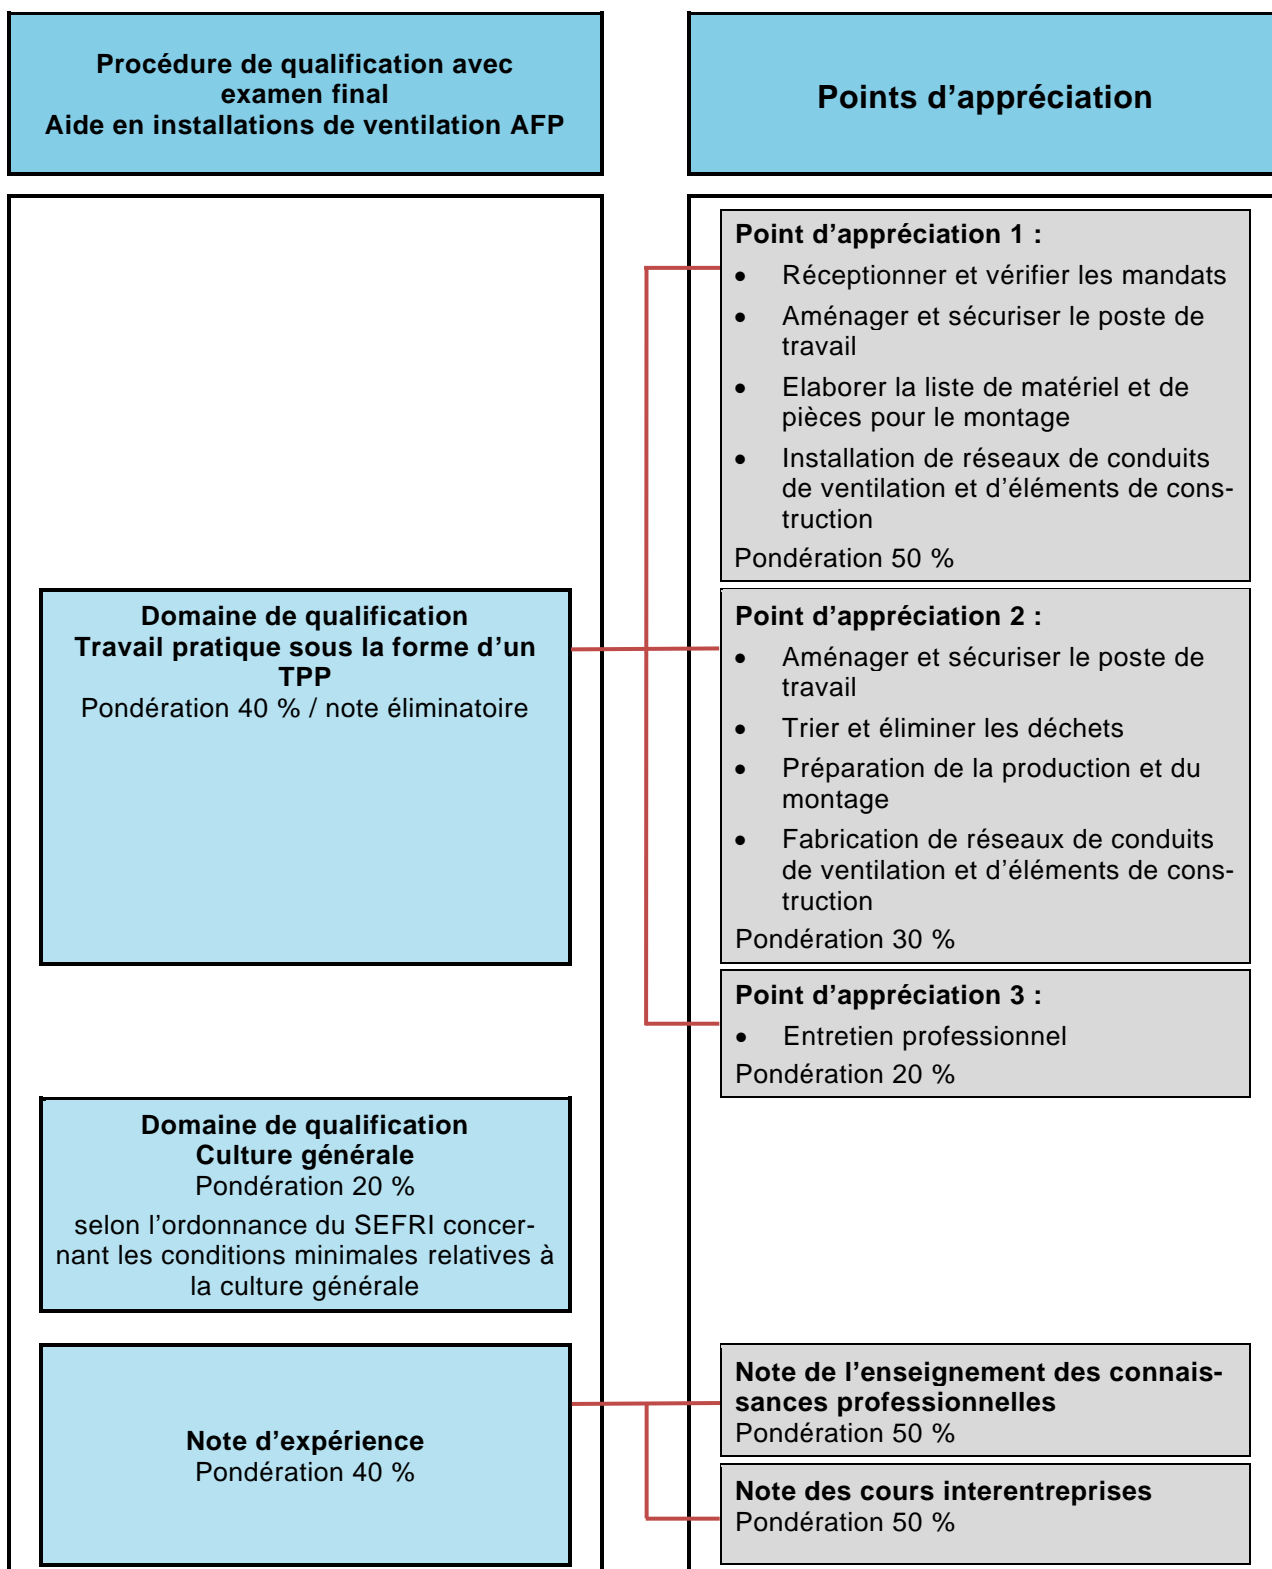 Procédure de qualification avec
examen final
Aide en installations de ventilation AFP
Points d’appréciation
Point d’appréciation 1 :
• Réceptionner et vérifier les mandats
• Aménager et sécuriser le poste de
travail
• Elaborer la liste de matériel et de
pièces pour le montage
• Installation de réseaux de conduits
de ventilation et d’éléments de cons-
truction
Pondération 50 %
Domaine de qualification
Travail pratique sous la forme d’un
TPP
Pondération 40 % / note éliminatoire
Point d’appréciation 2 :
• Aménager et sécuriser le poste de
travail
• Trier et éliminer les déchets
• Préparation de la production et du
montage
• Fabrication de réseaux de conduits
de ventilation et d’éléments de cons-
truction
Pondération 30 %
Point d’appréciation 3 :
• Entretien professionnel
Pondération 20 %
Domaine de qualification
Culture générale
Pondération 20 %
selon l’ordonnance du SEFRI concer-
nant les conditions minimales relatives à
la culture générale
Note d’expérience
Pondération 40 %
Note de l’enseignement des connais-
sances professionnelles
Pondération 50 %
Note des cours interentreprises
Pondération 50 %